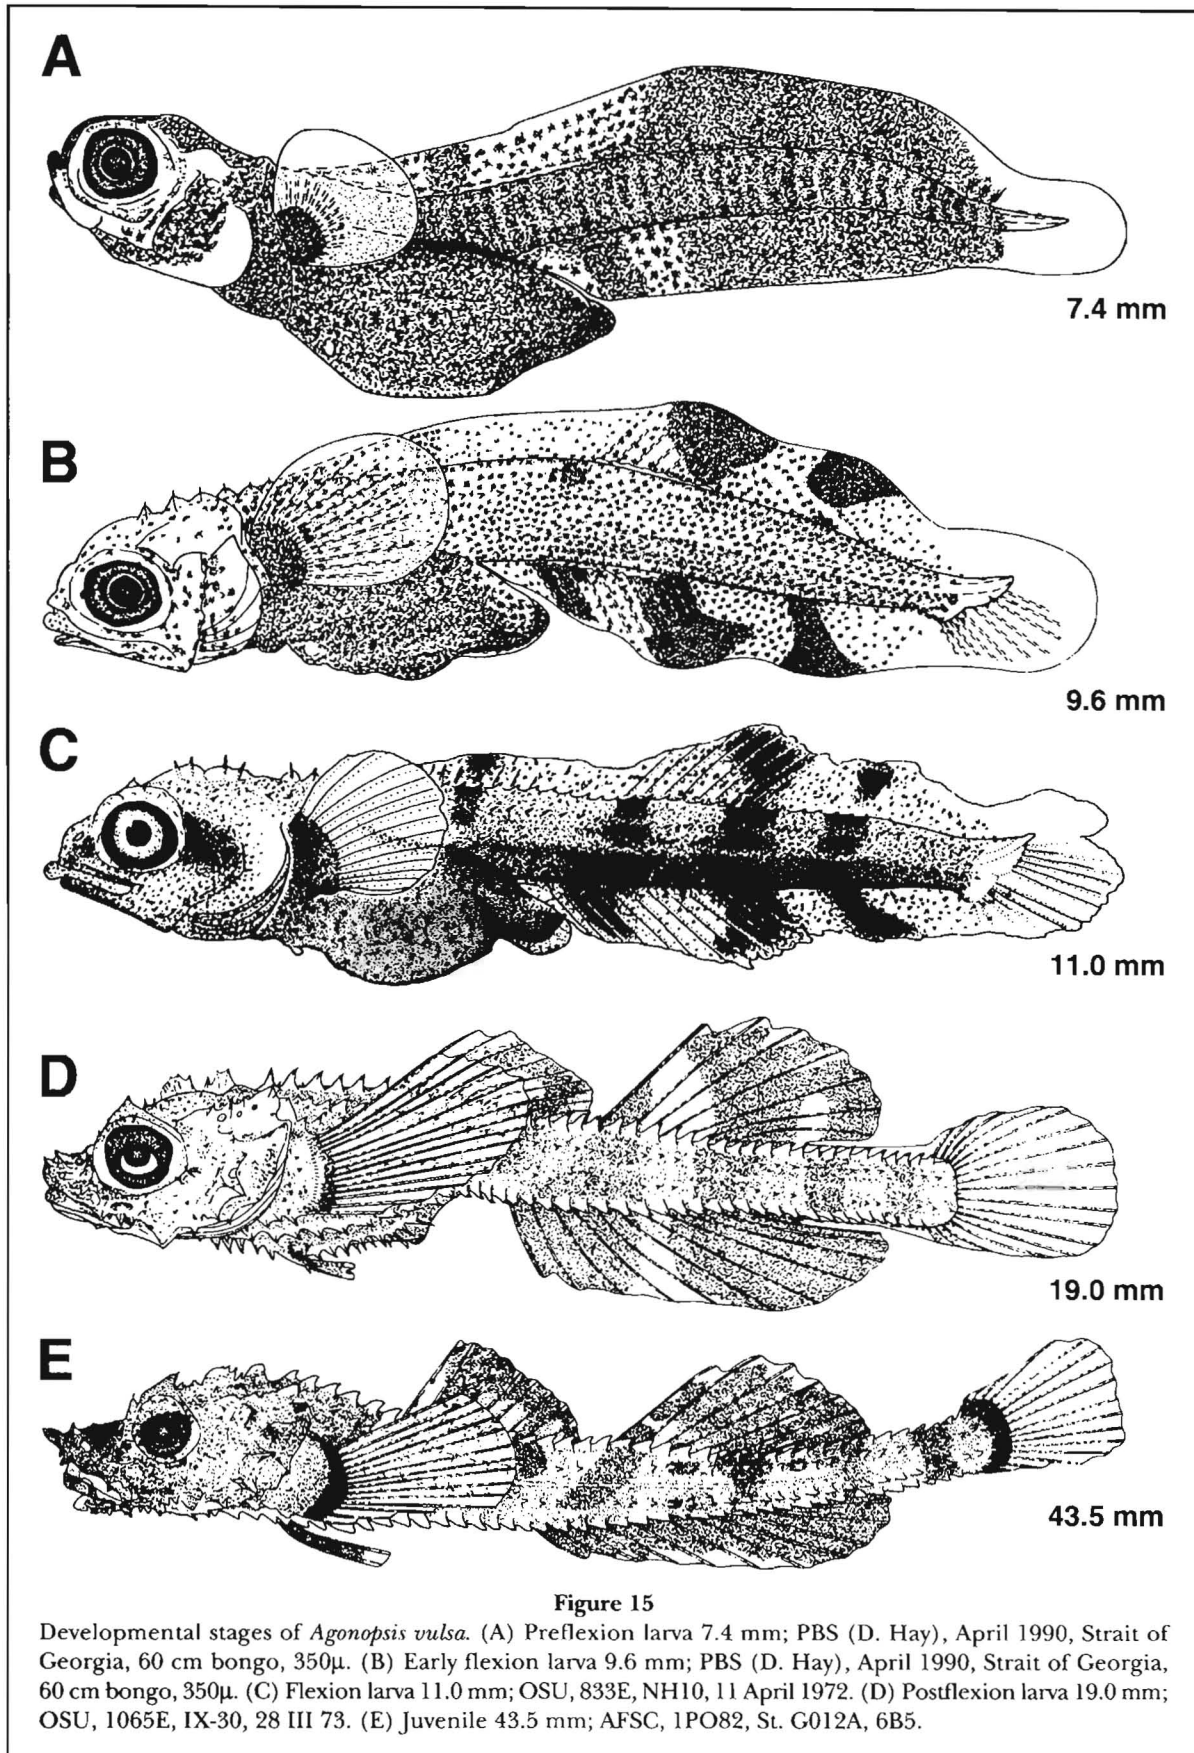 A
7.4 mm
B
9.6 mm
C
11.0 mm
D
19.0 mm
E
43.5 mm
Figure 15
Developmental stages of Agonopsis vulsa. (A) Preflexion larva 7.4 mm; PBS (D. Hay), April 1990, Strait of
Georgia, 60 cm bongo, 350µ. (B) Early flexion larva 9.6 mm; PBS (D. Hay), April 1990, Strait of Georgia,
60 cm bongo, 350µ. (C) Flexion larva 11.0 mm; OSU, 833E, NH10, 11 April 1972. (D) Postflexion larva 19.0 mm;
OSU, 1065E, IX-30, 28 III 73. (E) Juvenile 43.5 mm; AFSC, 1PO82, St. G012A, 6B5.